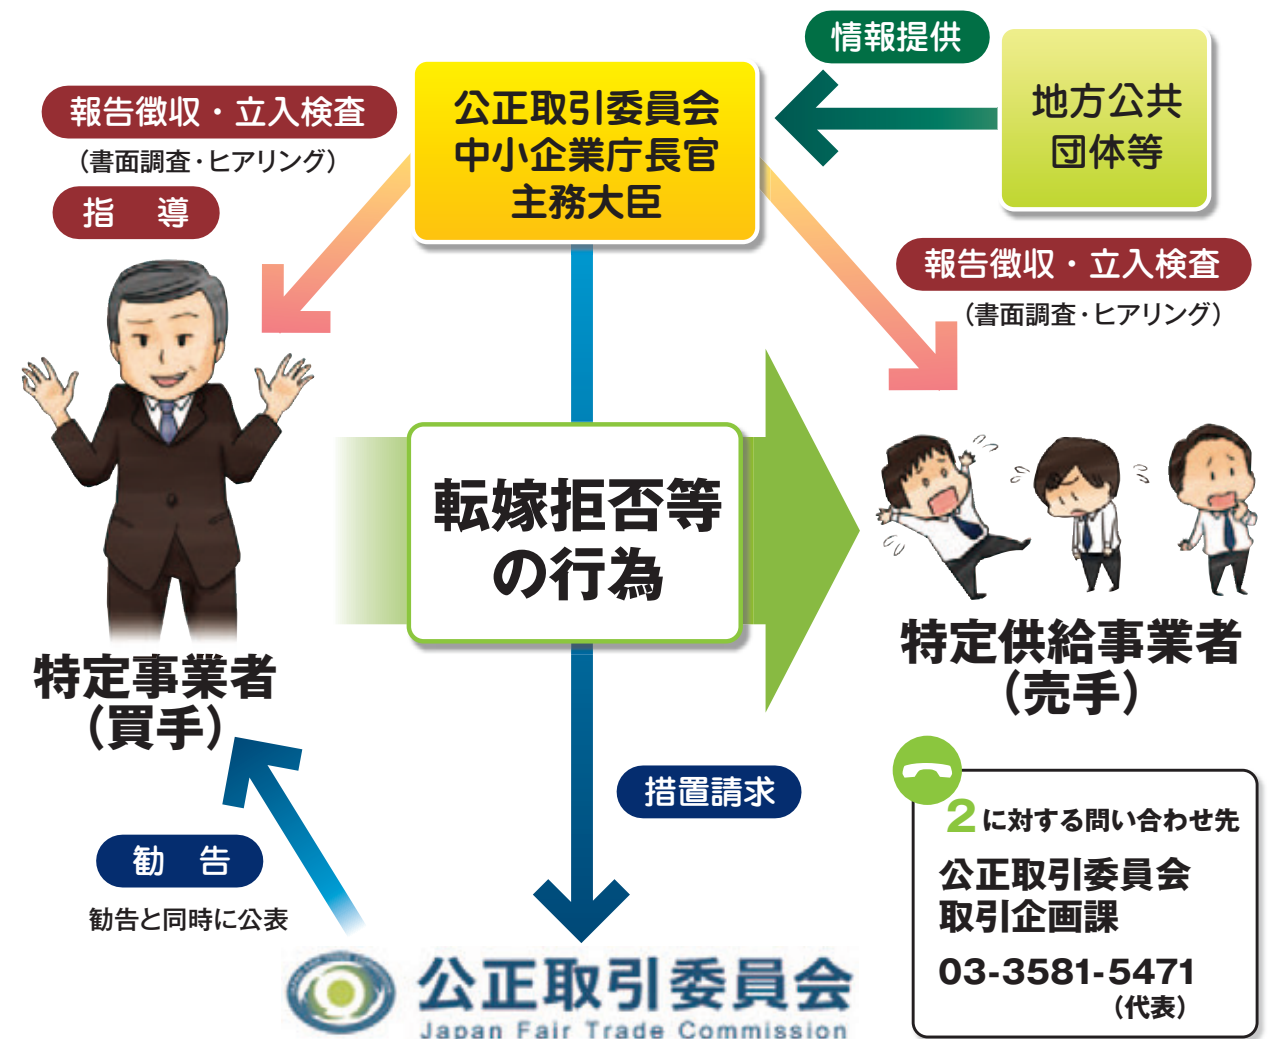 情報提供
地方公共
団体等
公正取引委員会
中小企業庁長官
主務大臣
報告徴収・立入検査
（書面調査・ヒアリング）
指　導
報告徴収・立入検査
（書面調査・ヒアリング）
転嫁拒否等
の行為
特定事業者
（買手）
特定供給事業者
（売手）
措置請求
勧　告
勧告と同時に公表
2に対する問い合わせ先
公正取引委員会
取引企画課
03-3581-5471
（代表）
公正取引委員会
Japan Fair Trade Commission